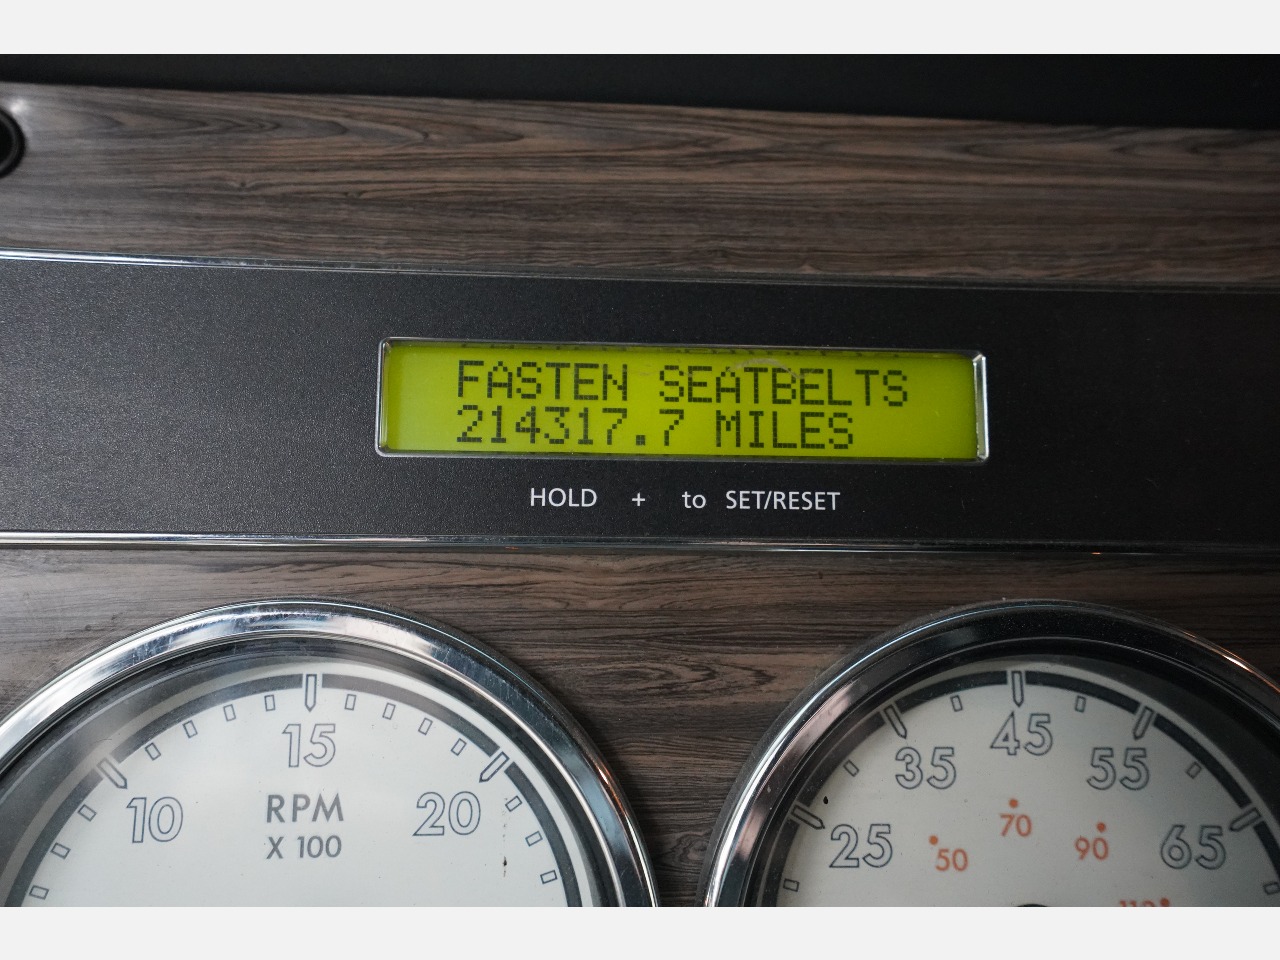 FASTEN SEATBELTS
214317.7 MILES
HOLD + to SET/RESET
10 15 20
RPM
X 100
25 35 45 55 65
50 70 90 110